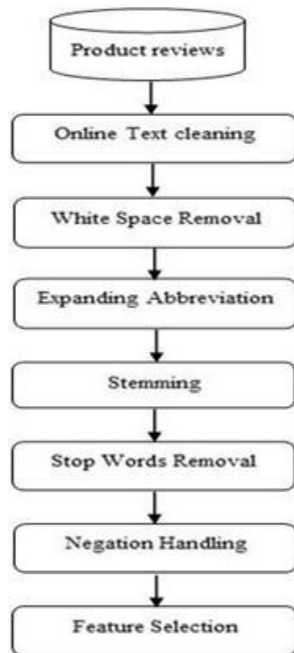 Product reviews
Online Text cleaning
White Space Removal
Expanding Abbreviation
Stemming
Stop Words Removal
Negation Handling
Feature Selection